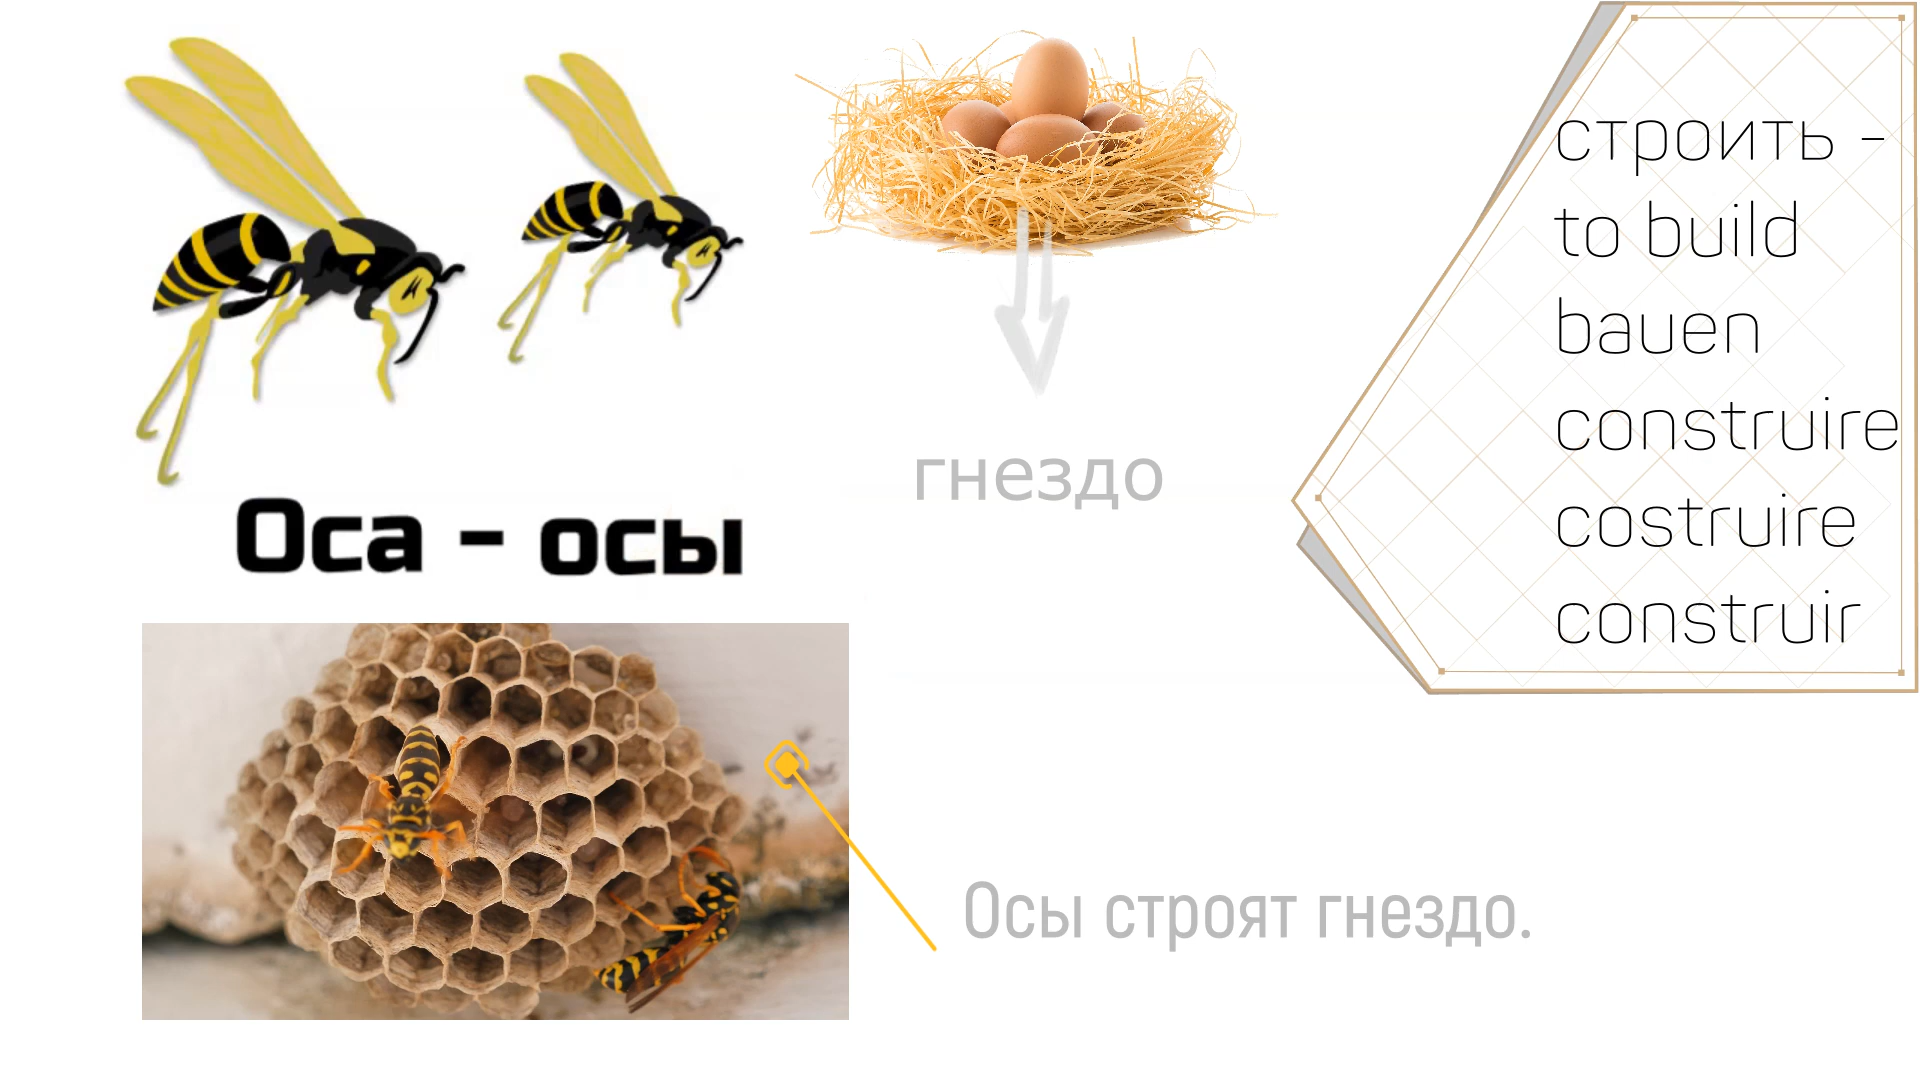 Оса - осы
гнездо
строить -
to build
bauen
construire
costruire
construir
Осы строят гнездо.